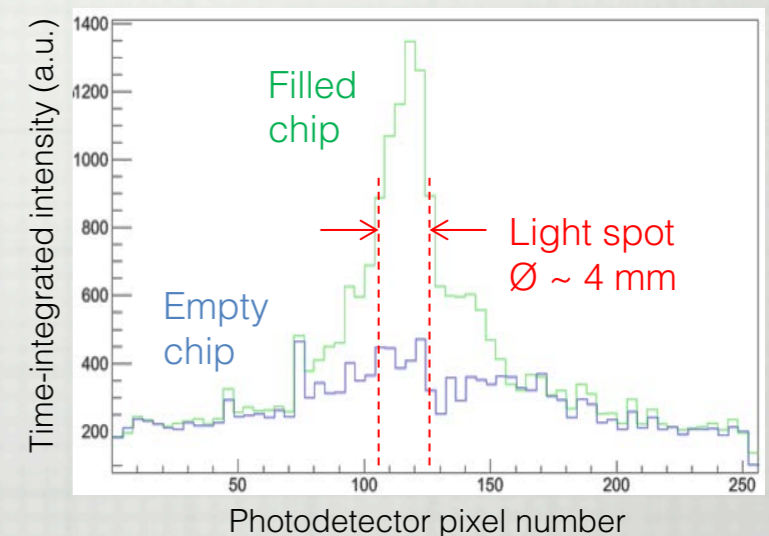 Time-integrated intensity (a.u.)
1400
1200
1000
800
600
400
200
Filled
chip
Empty
chip
Light spot
Ø ~ 4 mm
50
100
150
200
250
Photodetector pixel number